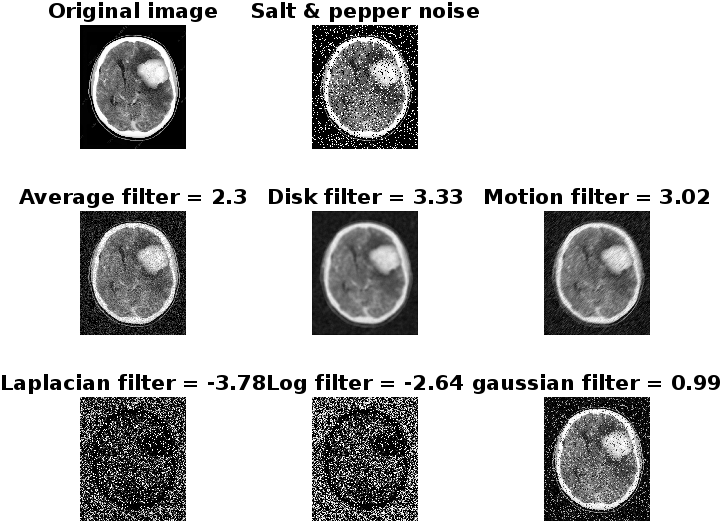 Original image
Salt & pepper noise
Average filter = 2.3
Disk filter = 3.33
Motion filter = 3.02
Laplacian filter = -3.78
Log filter = -2.64
gaussian filter = 0.99